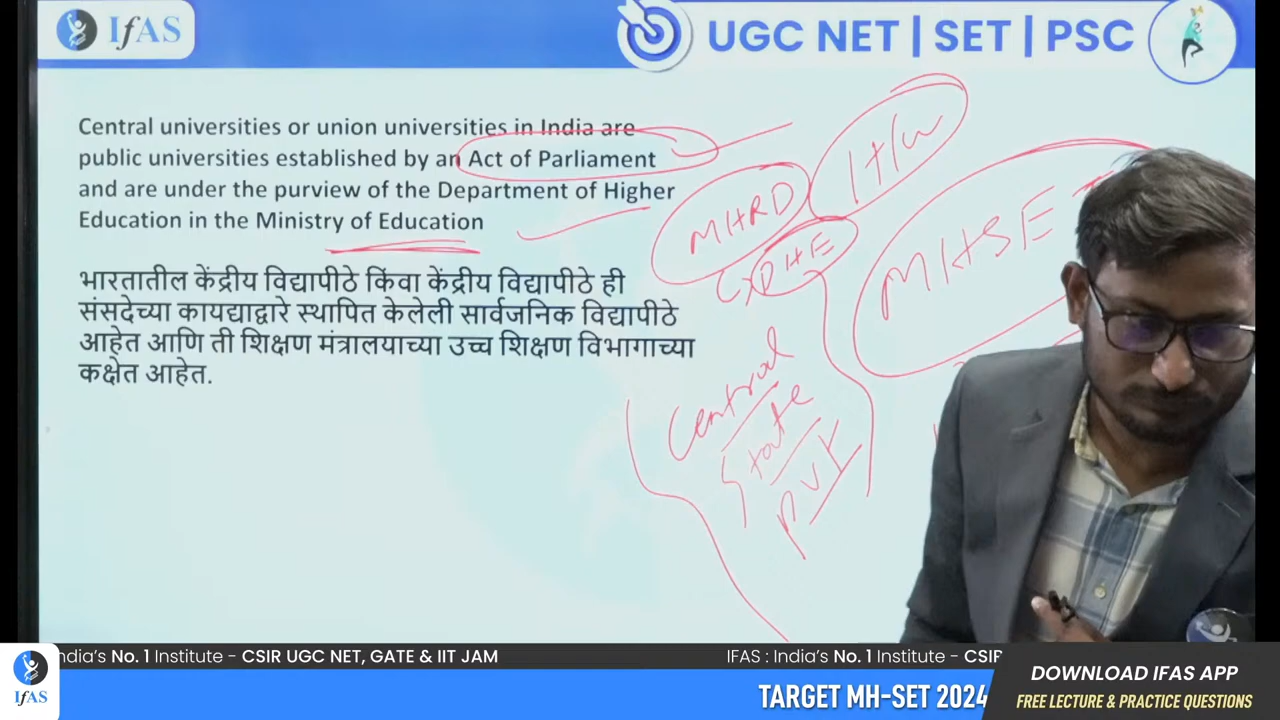 IfAS
UGC NET | SET | PSC
Central universities or union universities in India are
public universities established by an Act of Parliament
and are under the purview of the Department of Higher
Education in the Ministry of Education
भारतातील केंद्रीय विद्यापीठे किंवा केंद्रीय विद्यापीठे ही
संसदेच्या कायद्याद्वारे स्थापित केलेली सार्वजनिक विद्यापीठे
आहेत आणि ती शिक्षण मंत्रालयाच्या उच्च शिक्षण विभागाच्या
कक्षेत आहेत.
MHRD
DHE
MHSE
Central
State
pvt
ndia's No. 1 Institute - CSIR UGC NET, GATE & IIT JAM
IFAS : India's No. 1 Institute - CSIR
IfAS
TARGET MH-SET 2024
DOWNLOAD IFAS APP
FREE LECTURE & PRACTICE QUESTIONS